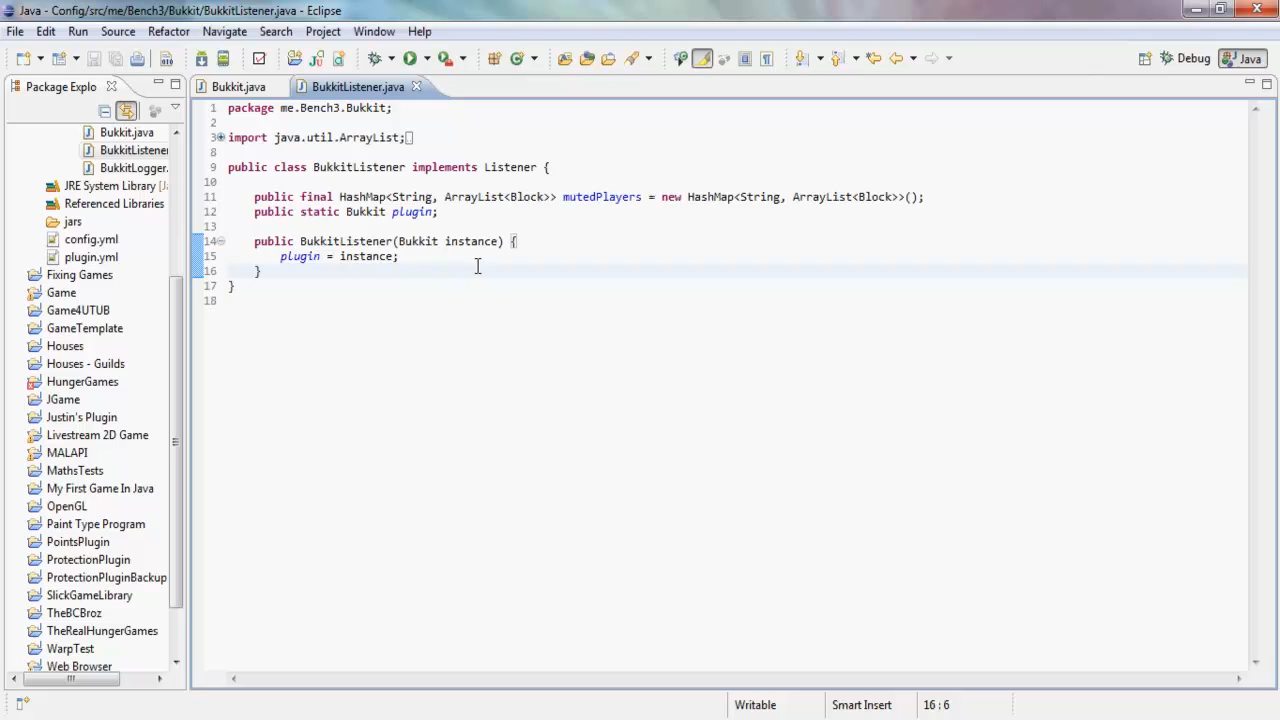 Java - Config/src/me/Bench3/Bukkit/BukkitListener.java - Eclipse
File Edit Run Source Refactor Navigate Search Project Window Help
Debug Java
Package Explo
Bukkit.java BukkitListener.java
Bukkit.java
BukkitListene
BukkitLogger.
JRE System Library [J
Referenced Libraries
jars
config.yml
plugin.yml
Fixing Games
Game
Game4UTUB
GameTemplate
Houses
Houses - Guilds
HungerGames
JGame
Justin's Plugin
Livestream 2D Game
MALAPI
MathsTests
My First Game In Java
OpenGL
Paint Type Program
PointsPlugin
ProtectionPlugin
ProtectionPluginBackup
SlickGameLibrary
TheBCBroz
TheRealHungerGames
WarpTest
Web Browser
1 package me.Bench3.Bukkit;
2
3 import java.util.ArrayList;
8
9 public class BukkitListener implements Listener {
10
11 public final HashMap<String, ArrayList<Block>> mutedPlayers = new HashMap<String, ArrayList<Block>>();
12 public static Bukkit plugin;
13
14 public BukkitListener(Bukkit instance) {
15 plugin = instance;
16 }
17 }
18
Writable Smart Insert 16 : 6